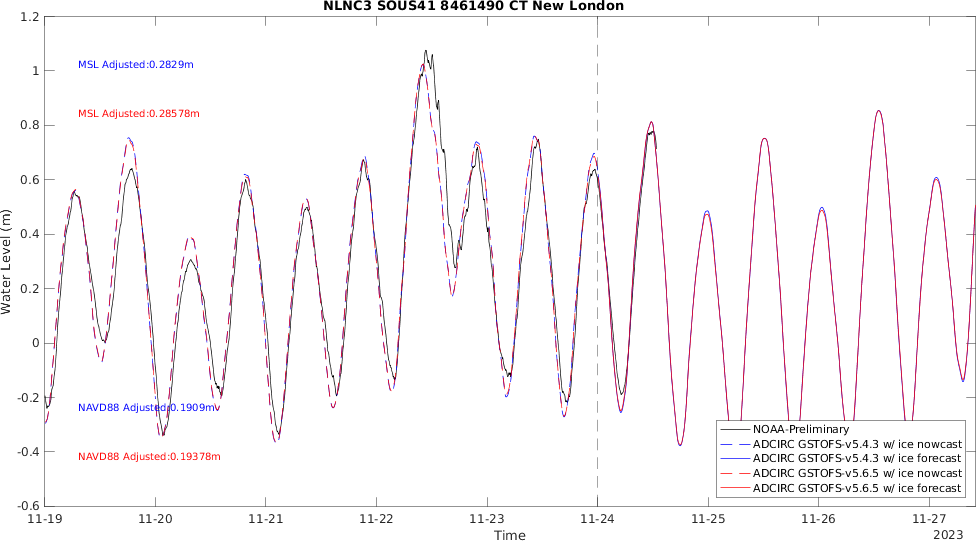 NLNC3 SOUS41 8461490 CT New London
1.2
1
0.8
0.6
0.4
0.2
0
-0.2
-0.4
-0.6
Water Level (m)
MSL Adjusted:0.2829m
MSL Adjusted:0.28578m
NAVD88 Adjusted:0.1909m
NAVD88 Adjusted:0.19378m
NOAA-Preliminary
ADCIRC GSTOFS-v5.4.3 w/ ice nowcast
ADCIRC GSTOFS-v5.4.3 w/ ice forecast
ADCIRC GSTOFS-v5.6.5 w/ ice nowcast
ADCIRC GSTOFS-v5.6.5 w/ ice forecast
11-19 11-20 11-21 11-22 11-23 11-24 11-25 11-26 11-27
Time
2023